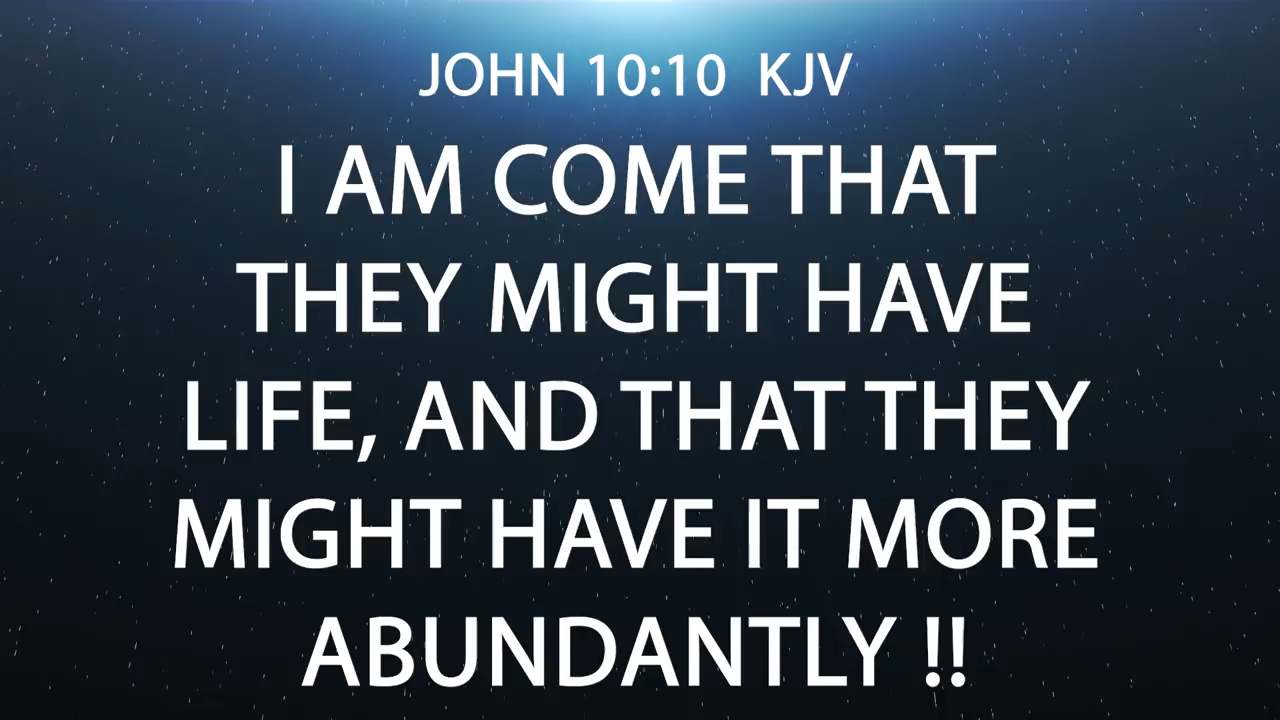 JOHN 10:10 KJV
I AM COME THAT
THEY MIGHT HAVE
LIFE, AND THAT THEY
MIGHT HAVE IT MORE
ABUNDANTLY !!